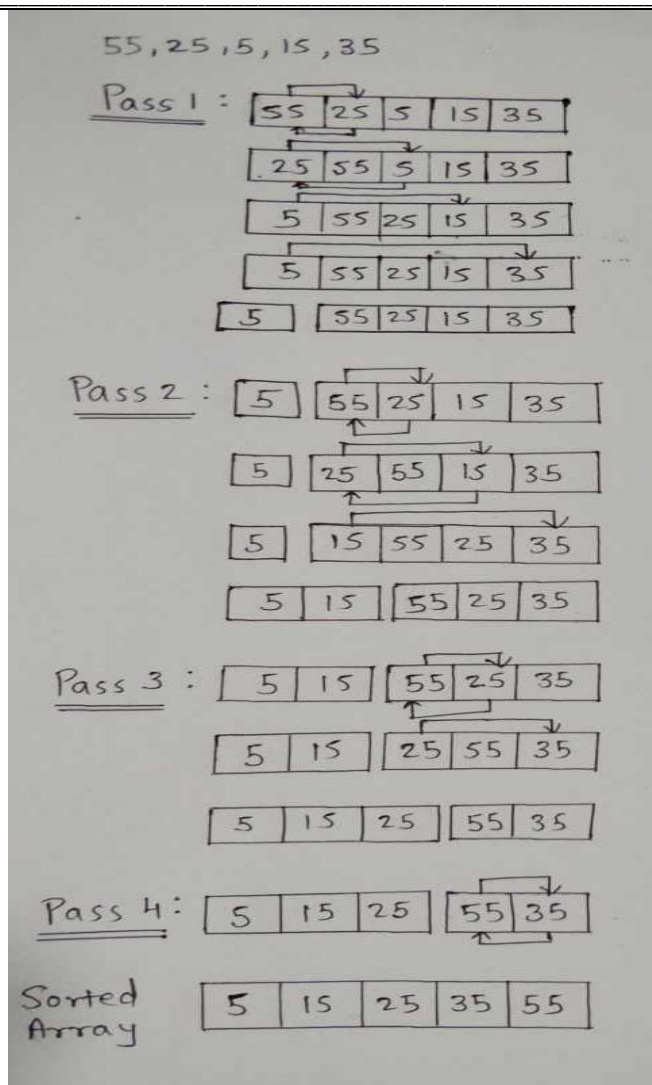 55, 25, 5, 15, 35
Pass 1 : 55 25 5 15 35
25 55 5 15 35
5 55 25 15 35
5 55 25 15 35
5 55 25 15 35
Pass 2 : 5 55 25 15 35
5 25 55 15 35
5 15 55 25 35
5 15 55 25 35
Pass 3 : 5 15 55 25 35
5 15 25 55 35
5 15 25 55 35
Pass 4 : 5 15 25 55 35
Sorted Array 5 15 25 35 55